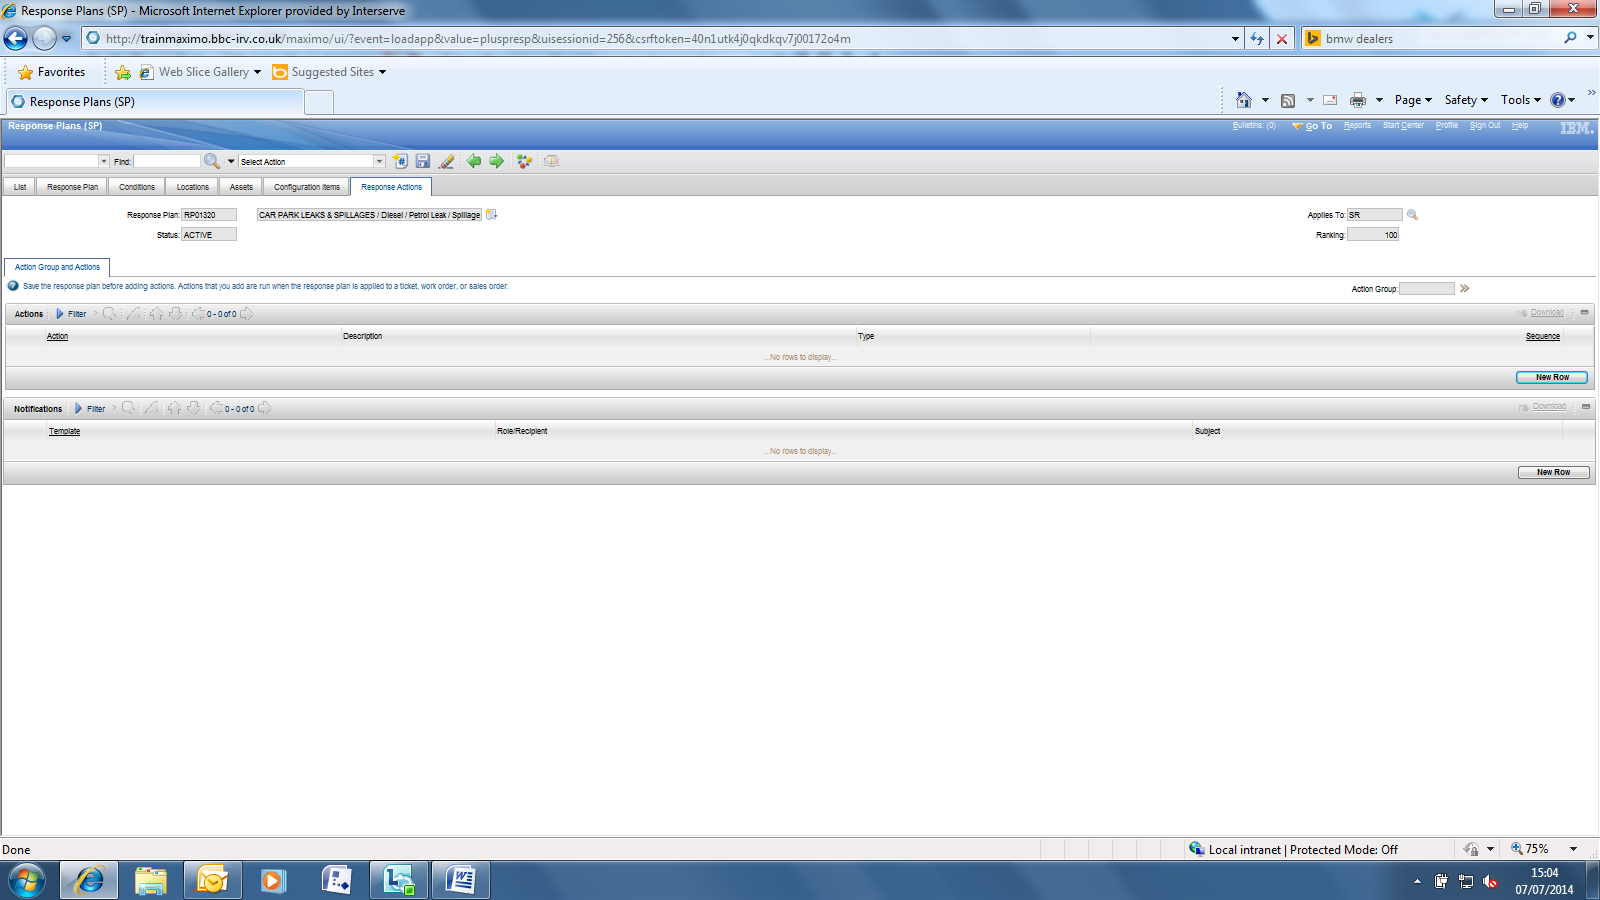 Response Plans (SP) - Microsoft Internet Explorer provided by Interserve
http://trainmaximo.bbc-irv.co.uk/maximo/ui/?event=loadapp&value=pluspresp&uisessionid=256&csrftoken=40n1utk4j0qkdkqv7j00172o4m
bmw dealers
Favorites Web Slice Gallery Suggested Sites
Response Plans (SP)
Page Safety Tools
Response Plans (SP) Bulletins: (0) Go To Reports Start Center Profile Sign Out Help IBM.
Find: Select Action
List Response Plan Conditions Locations Assets Configuration Items Response Actions
Response Plan: RP01320 CAR PARK LEAKS & SPILLAGES / Diesel / Petrol Leak / Spillage Applies To: SR
Status: ACTIVE Ranking: 100
Action Group and Actions
Save the response plan before adding actions. Actions that you add are run when the response plan is applied to a ticket, work order, or sales order.
Action Group:
Actions Filter 0 - 0 of 0 Download
Action Description Type Sequence
...No rows to display...
New Row
Notifications Filter 0 - 0 of 0 Download
Template Role/Recipient Subject
...No rows to display...
New Row
Done Local intranet | Protected Mode: Off 75%
15:04
07/07/2014